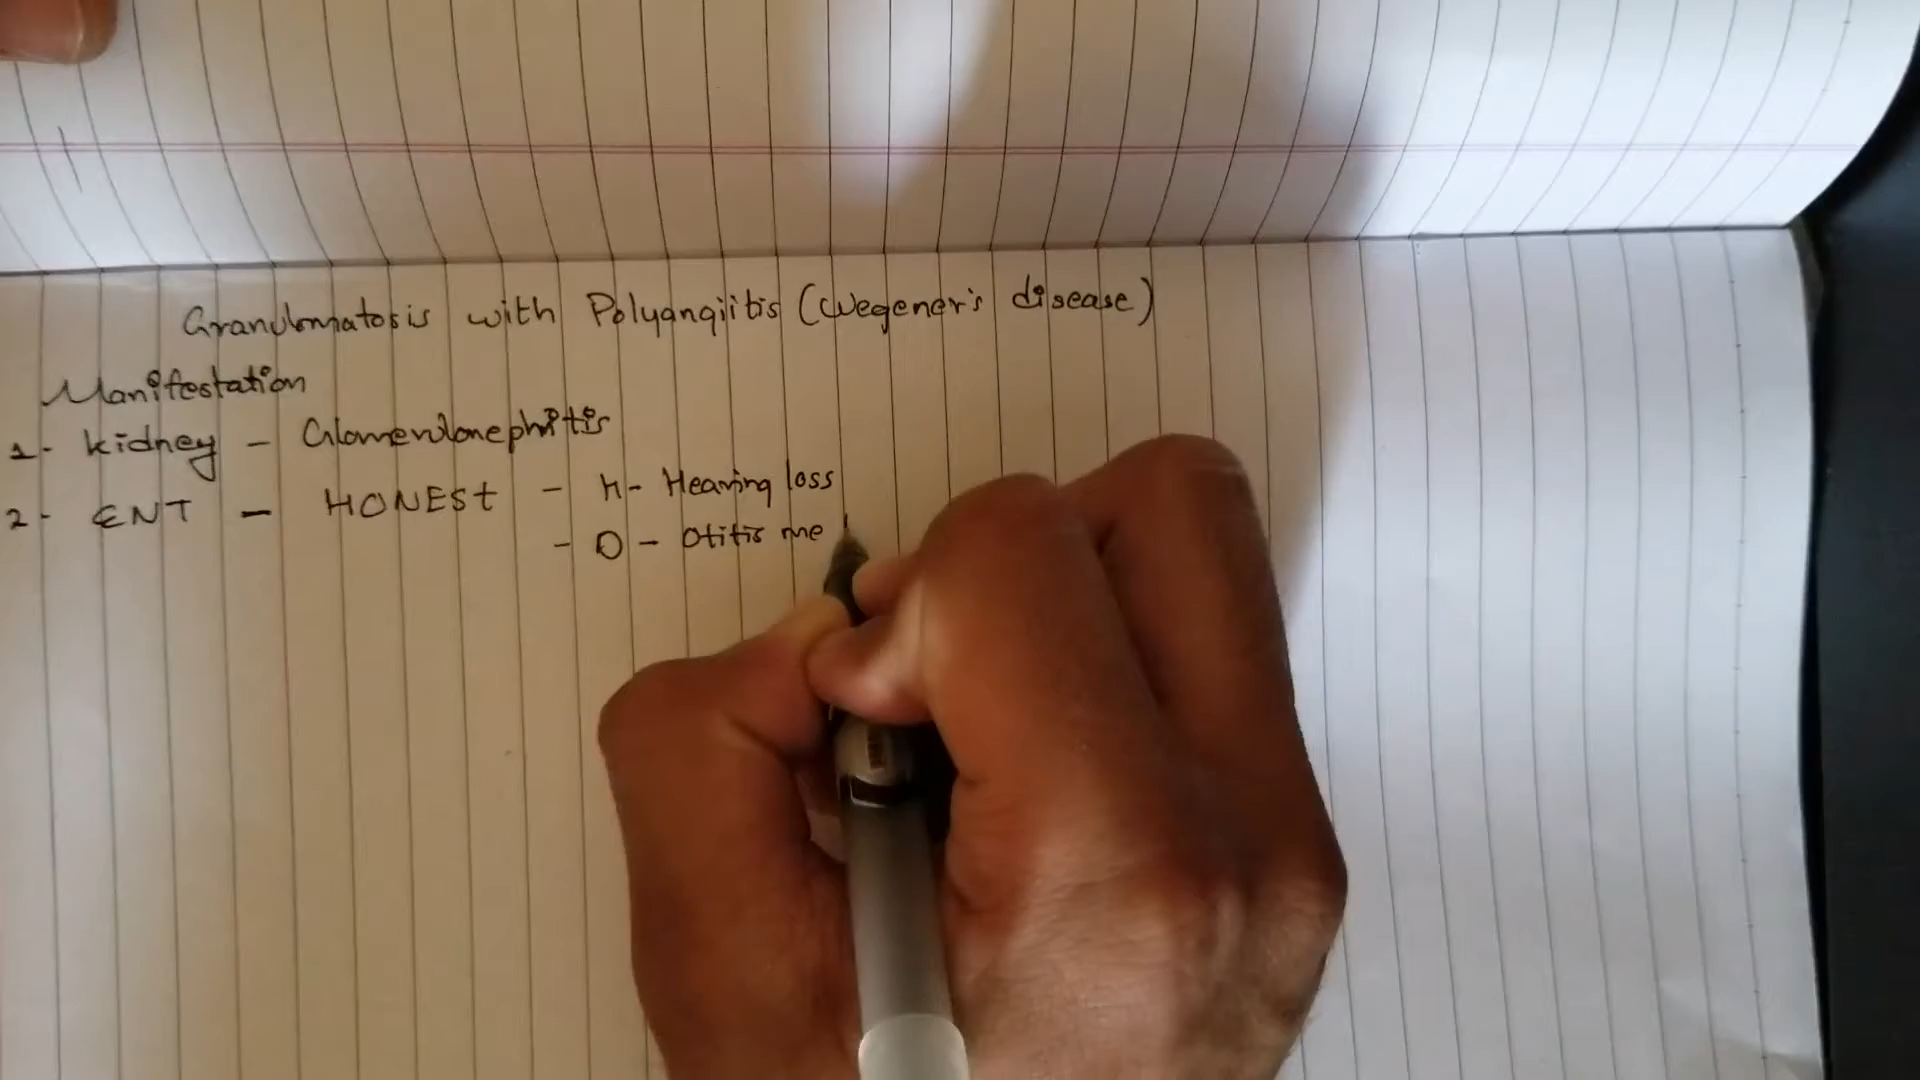 Granulomatosis with Polyangiitis (Wegener's disease)
Manifestation
1- Kidney - Glomerulonephritis
2- ENT - HONEST - H- Hearing loss
- O - Otitis me